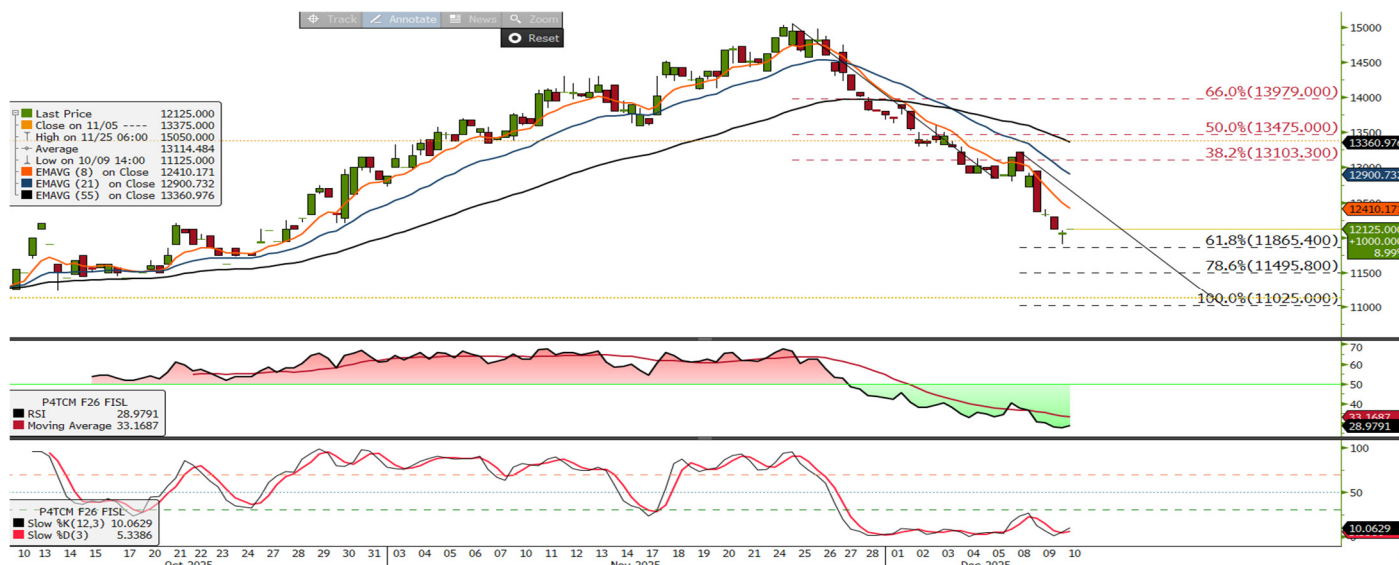 Track Annotate News Zoom
Reset
Last Price 12125.000
Close on 11/05 ---- 13375.000
High on 11/25 06:00 15050.000
Average 13114.484
Low on 10/09 14:00 11125.000
EMAVG (8) on Close 12410.171
EMAVG (21) on Close 12900.732
EMAVG (55) on Close 13360.976
66.0%(13979.000)
50.0%(13475.000)
38.2%(13103.300)
61.8%(11865.400)
78.6%(11495.800)
100.0%(11025.000)
15000
14500
14000
13500
13360.976
13000
12900.732
12410.171
12125.000
+1000.000
8.99%
11500
11000
P4TCM F26 FISL
RSI 28.9791
Moving Average 33.1687
70
60
50
40
33.1687
28.9791
P4TCM F26 FISL
Slow %K(12,3) 10.0629
Slow %D(3) 5.3386
100
50
10.0629
10 13 14 15 17 20 21 22 23 24 27 28 29 30 31 03 04 05 06 07 10 11 12 13 14 17 18 19 20 21 24 25 26 27 28 01 02 03 04 05 08 09 10
Oct 2025 Nov 2025 Dec 2025